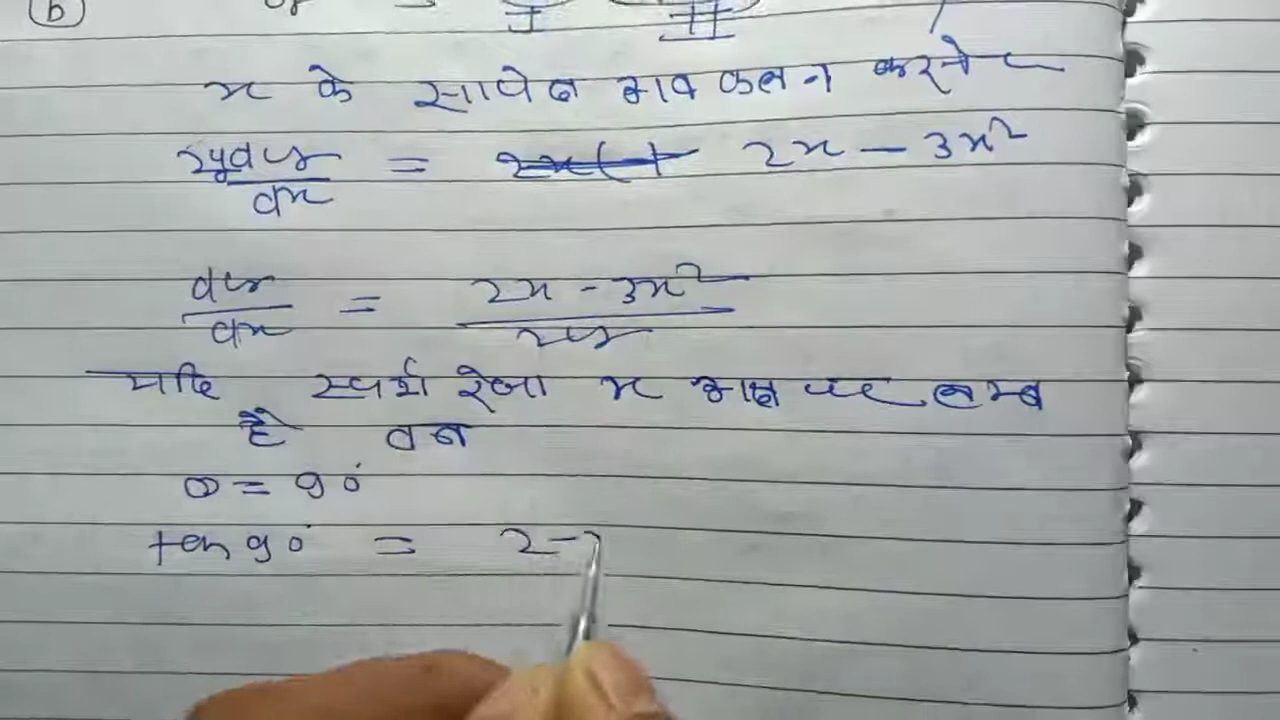 (b)
x के सापेक्ष अवकलन करने
2y dy/dx = 2x - 3x²
dy/dx = 2x - 3x² / 2y
यदि स्पर्श रेखा x अक्ष पर लम्ब
है तब
θ = 90°
tan 90° = 2 -